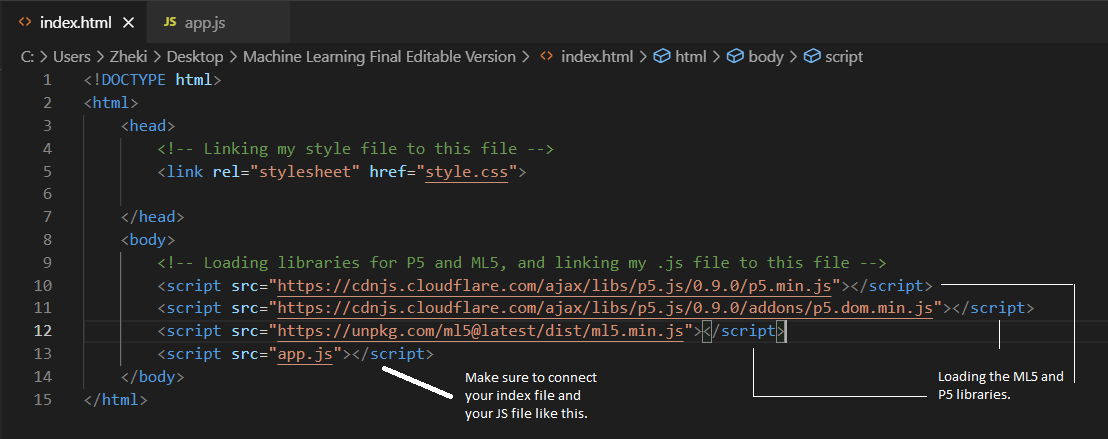 index.html
JS app.js
C: > Users > Zheki > Desktop > Machine Learning Final Editable Version > index.html > html > body > script
1 <!DOCTYPE html>
2 <html>
3 <head>
4 <!-- Linking my style file to this file -->
5 <link rel="stylesheet" href="style.css">
6
7 </head>
8 <body>
9 <!-- Loading libraries for P5 and ML5, and linking my .js file to this file -->
10 <script src="https://cdnjs.cloudflare.com/ajax/libs/p5.js/0.9.0/p5.min.js"></script>
11 <script src="https://cdnjs.cloudflare.com/ajax/libs/p5.js/0.9.0/addons/p5.dom.min.js"></script>
12 <script src="https://unpkg.com/ml5@latest/dist/ml5.min.js"></script>
13 <script src="app.js"></script>
14 </body>
15 </html>
Make sure to connect
your index file and
your JS file like this.
Loading the ML5 and
P5 libraries.